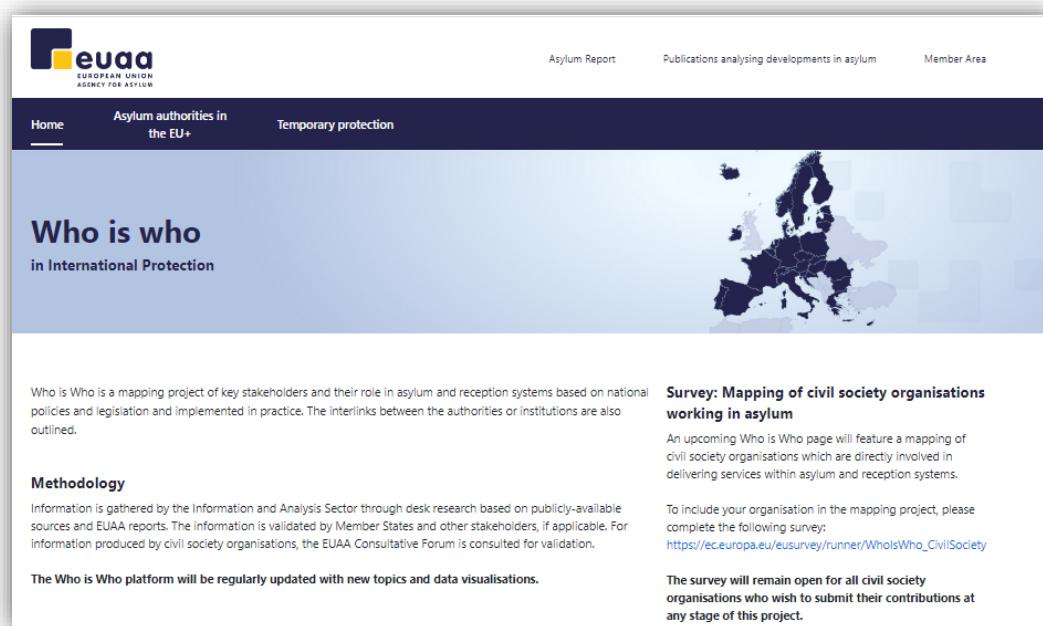 euaa
EUROPEAN UNION
AGENCY FOR ASYLUM
Asylum Report
Publications analysing developments in asylum
Member Area
Home
Asylum authorities in
the EU+
Temporary protection
Who is who
in International Protection
Who is Who is a mapping project of key stakeholders and their role in asylum and reception systems based on national
policies and legislation and implemented in practice. The interlinks between the authorities or institutions are also
outlined.
Methodology
Information is gathered by the Information and Analysis Sector through desk research based on publicly-available
sources and EUAA reports. The information is validated by Member States and other stakeholders, if applicable. For
information produced by civil society organisations, the EUAA Consultative Forum is consulted for validation.
The Who is Who platform will be regularly updated with new topics and data visualisations.
Survey: Mapping of civil society organisations
working in asylum
An upcoming Who is Who page will feature a mapping of
civil society organisations which are directly involved in
delivering services within asylum and reception systems.
To include your organisation in the mapping project, please
complete the following survey:
https://ec.europa.eu/eusurvey/runner/WhoIsWho_CivilSociety
The survey will remain open for all civil society
organisations who wish to submit their contributions at
any stage of this project.